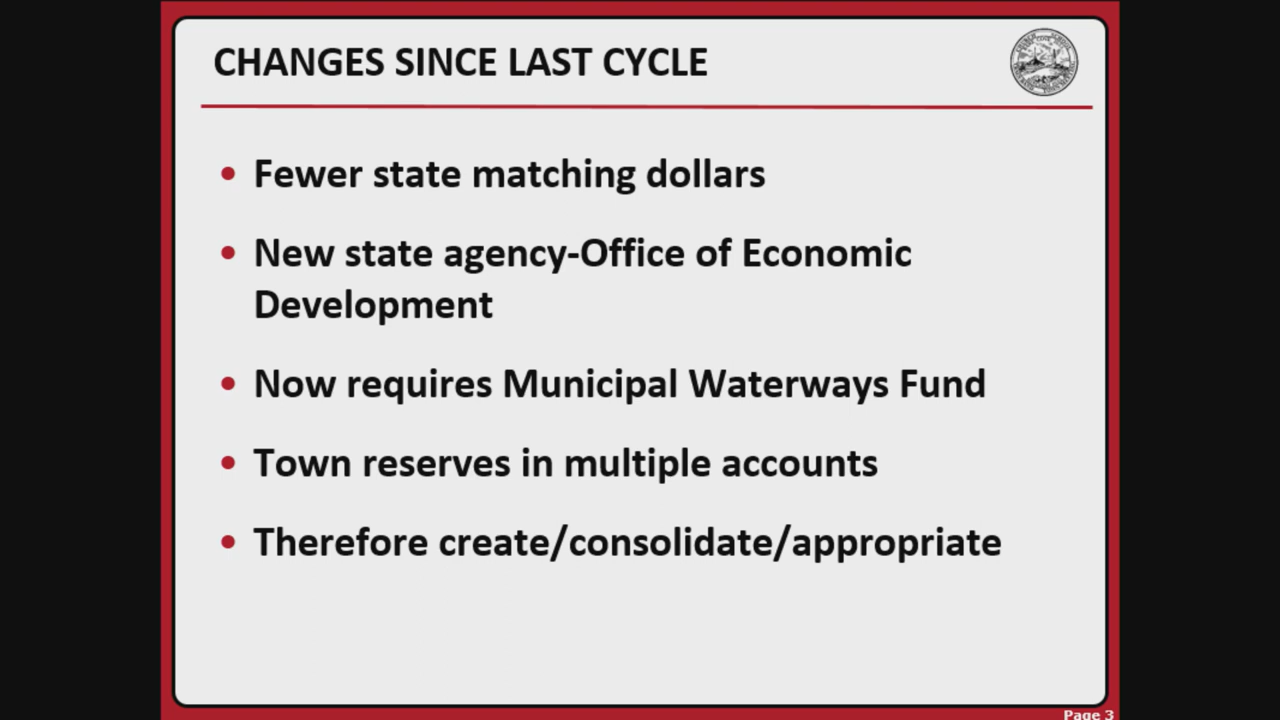 CHANGES SINCE LAST CYCLE
• Fewer state matching dollars
• New state agency-Office of Economic
Development
• Now requires Municipal Waterways Fund
• Town reserves in multiple accounts
• Therefore create/consolidate/appropriate
Page 3